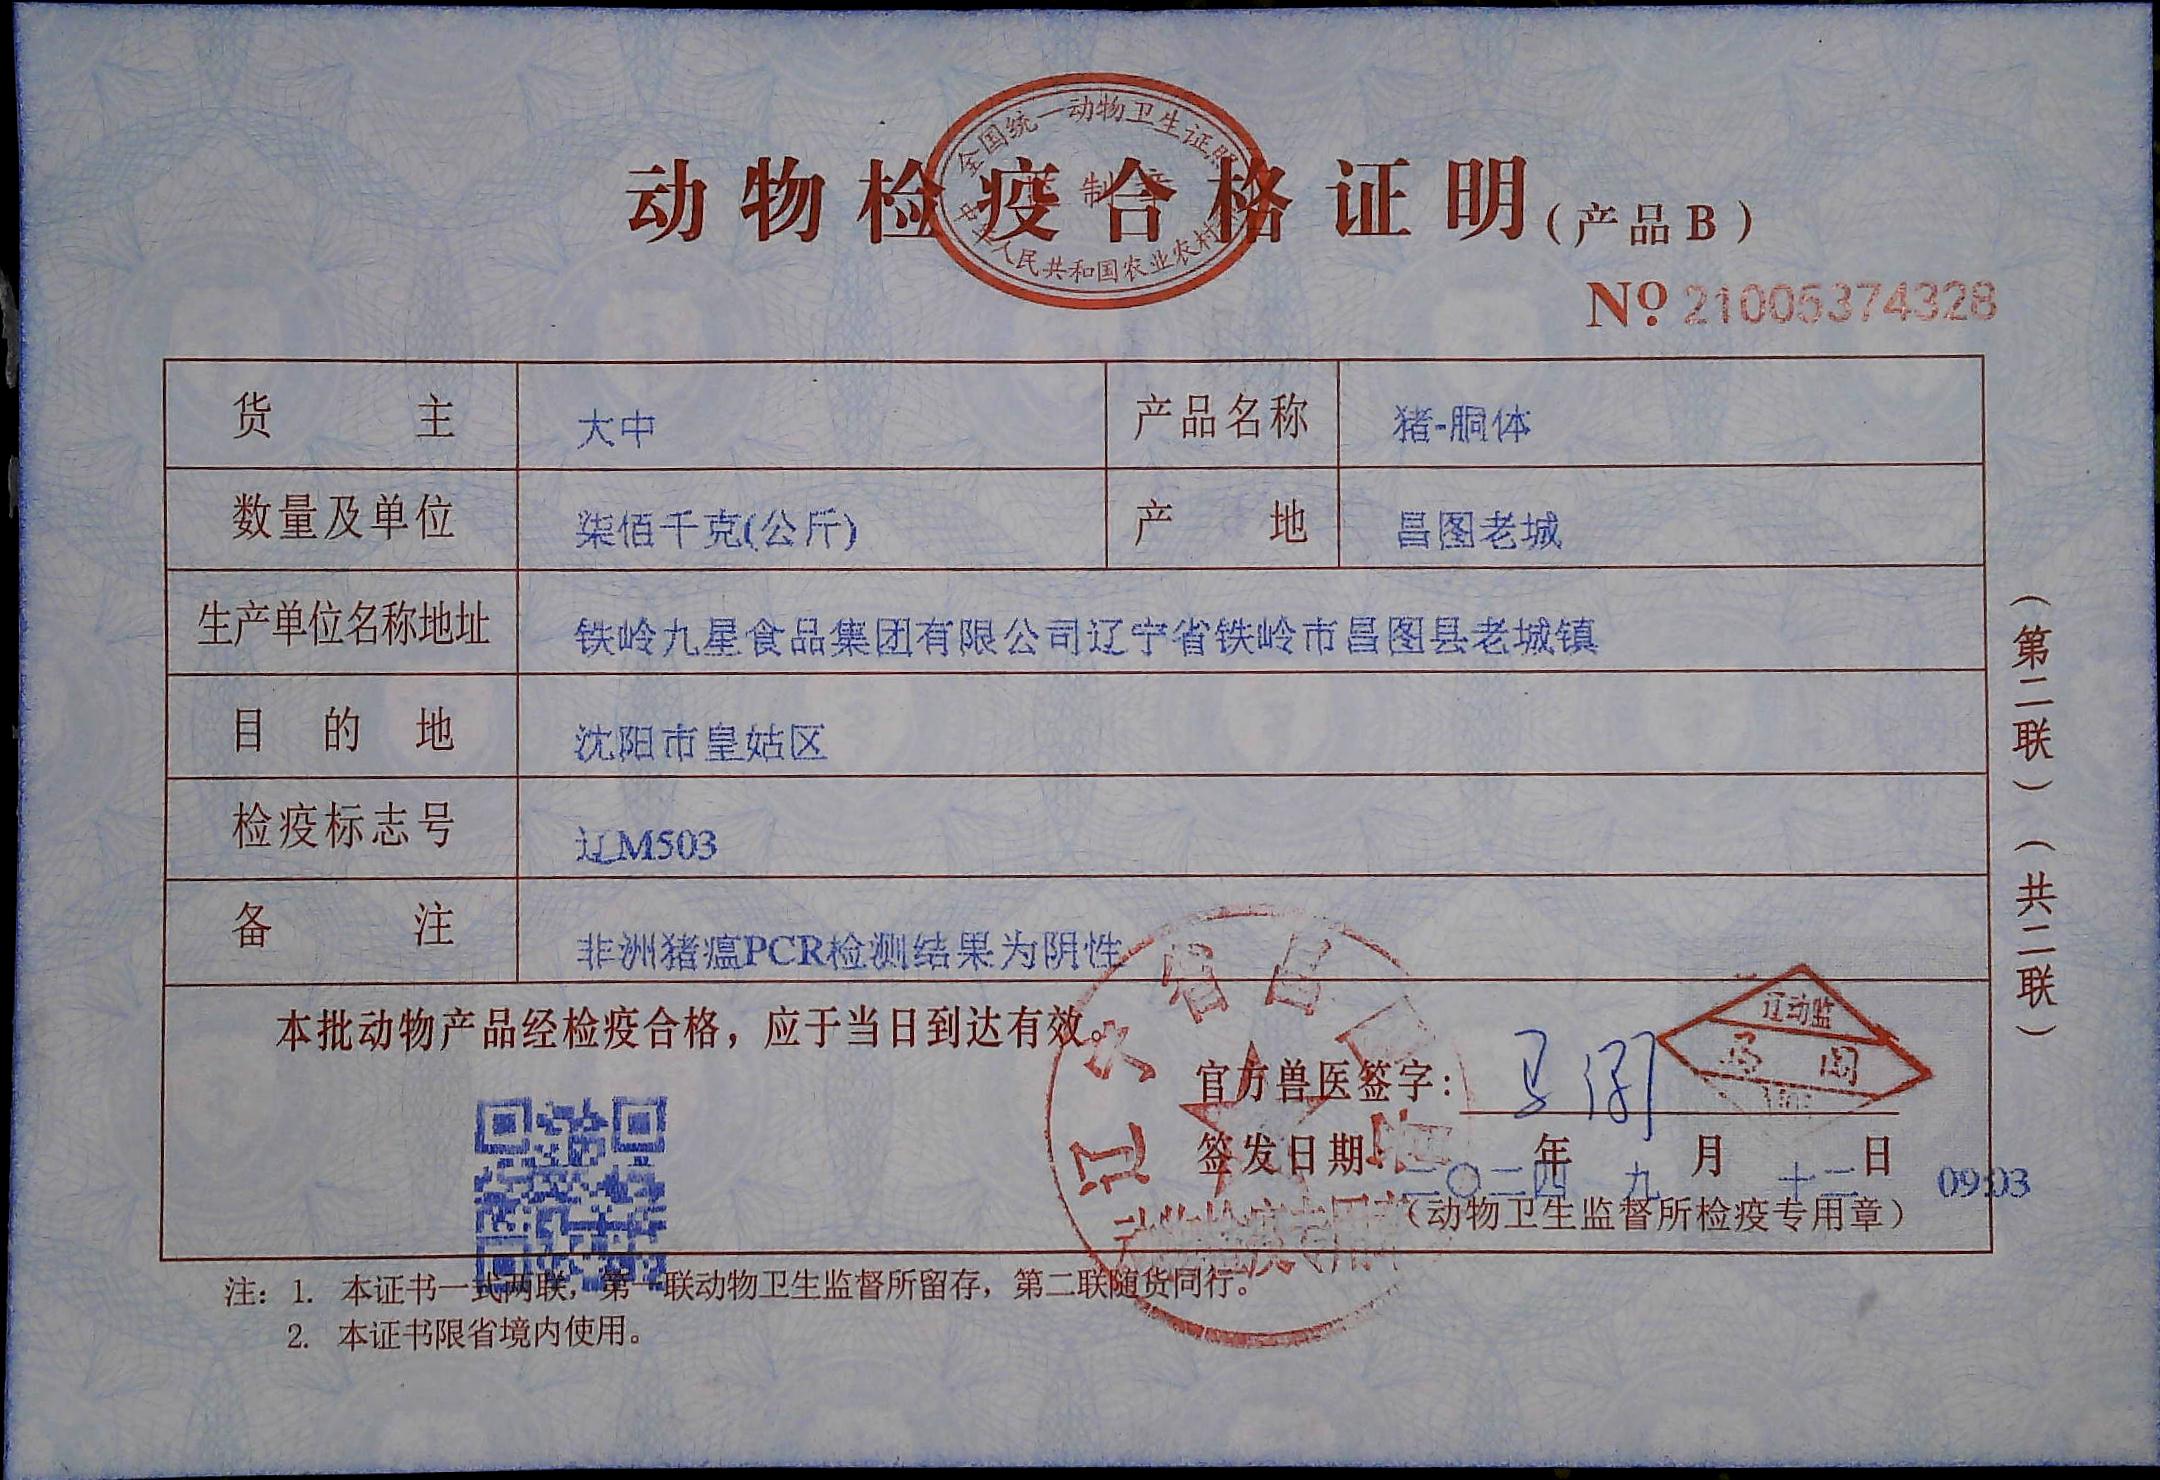 全国统一动物卫生证照
中华人民共和国农业农村
动物检疫合格证明(产品B)
Nº 21005374328
货主 大中 产品名称 猪-胴体
数量及单位 柒佰千克(公斤) 产地 昌图老城
生产单位名称地址 铁岭九星食品集团有限公司辽宁省铁岭市昌图县老城镇
目的地 沈阳市皇姑区
检疫标志号 辽M503
备注 非洲猪瘟PCR检测结果为阴性
本批动物产品经检疫合格，应于当日到达有效。
辽动监
官方兽医签字：
签发日期 二〇二四年 九月 十二日 09:03
(动物卫生监督所检疫专用章)
注：1. 本证书一式两联，第一联动物卫生监督所留存，第二联随货同行。
2. 本证书限省境内使用。
(第二联)(共二联)